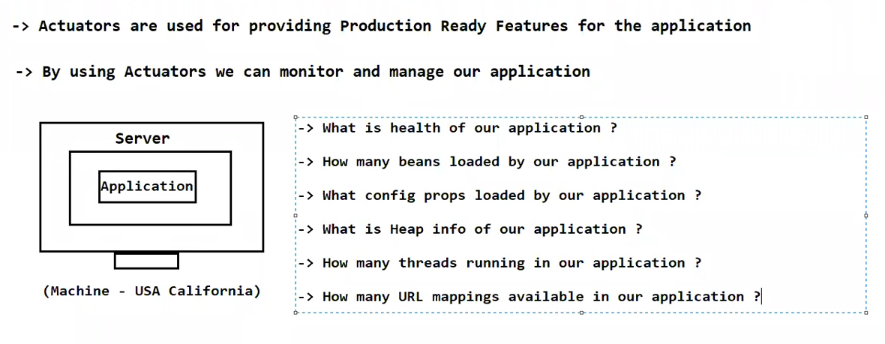 -> Actuators are used for providing Production Ready Features for the application
-> By using Actuators we can monitor and manage our application
Server
Application
(Machine - USA California)
-> What is health of our application ?
-> How many beans loaded by our application ?
-> What config props loaded by our application ?
-> What is Heap info of our application ?
-> How many threads running in our application ?
-> How many URL mappings available in our application ?